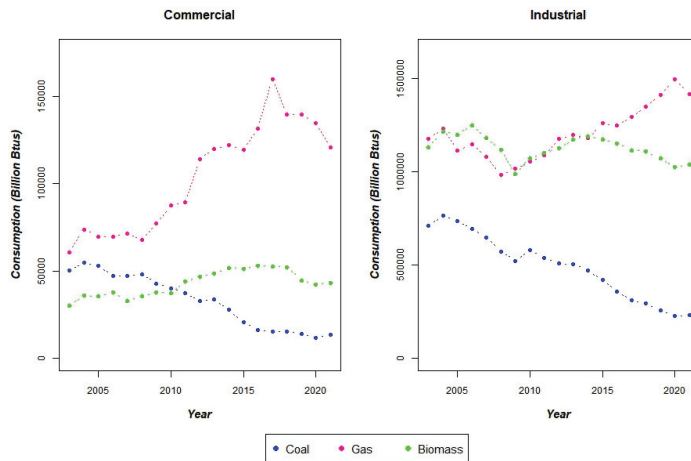 Commercial
Consumption (Billion Btus)
150000
100000
50000
0
2005 2010 2015 2020
Year
Industrial
Consumption (Billion Btus)
1500000
1000000
500000
0
2005 2010 2015 2020
Year
Coal Gas Biomass